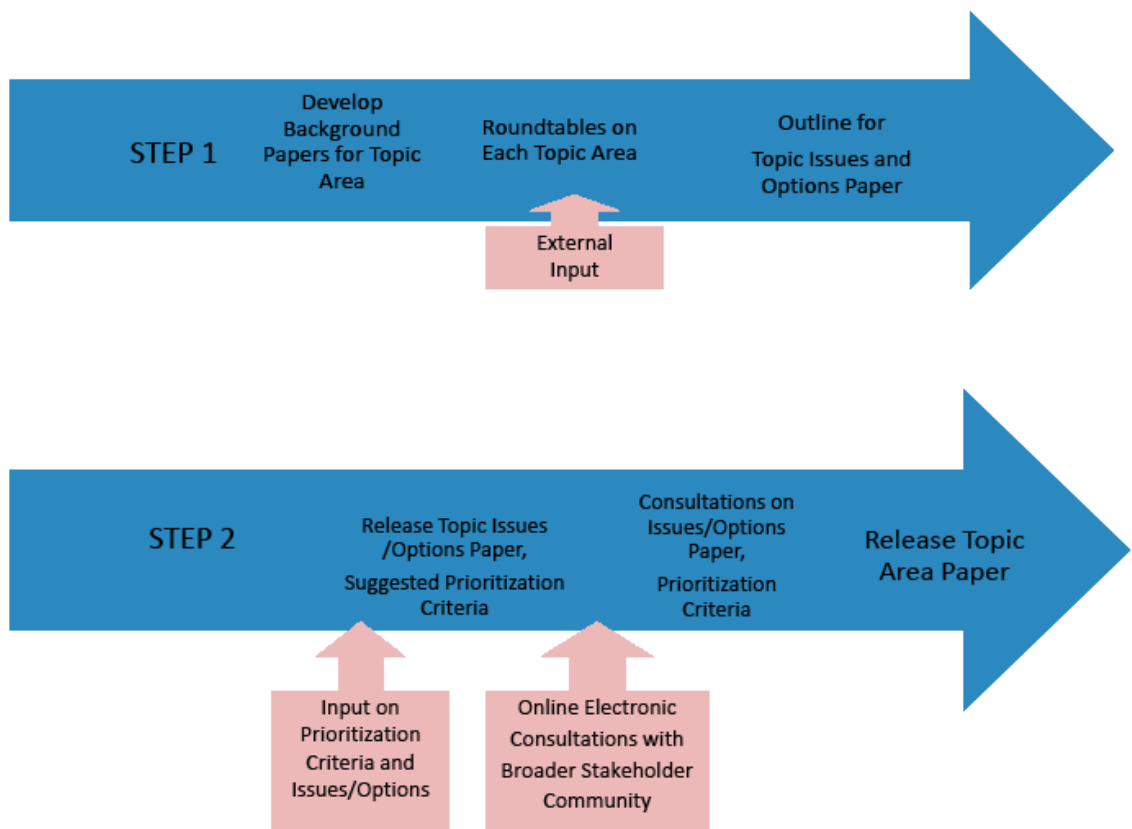 STEP 1
Develop
Background
Papers for Topic
Area
Roundtables on
Each Topic Area
Outline for
Topic Issues and
Options Paper
External
Input
STEP 2
Release Topic Issues
/Options Paper,
Suggested Prioritization
Criteria
Consultations on
Issues/Options
Paper,
Prioritization
Criteria
Release Topic
Area Paper
Input on
Prioritization
Criteria and
Issues/Options
Online Electronic
Consultations with
Broader Stakeholder
Community